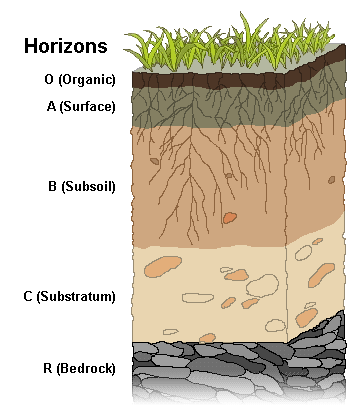 Horizons
O (Organic)
A (Surface)
B (Subsoil)
C (Substratum)
R (Bedrock)